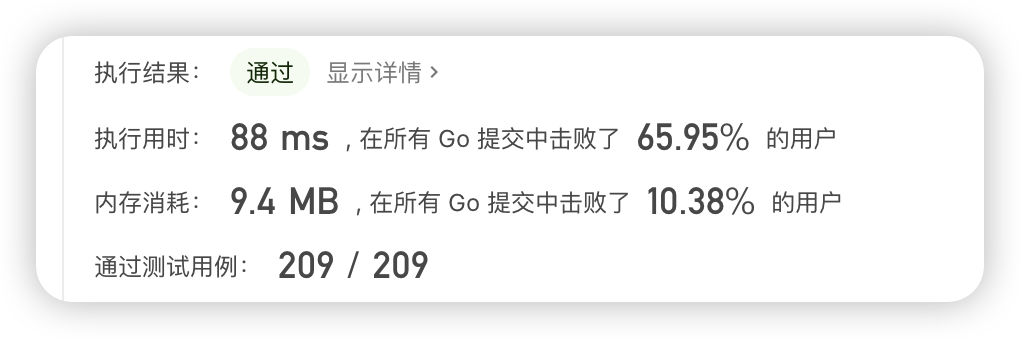 执行结果： 通过 显示详情 >
执行用时： 88 ms , 在所有 Go 提交中击败了 65.95% 的用户
内存消耗： 9.4 MB , 在所有 Go 提交中击败了 10.38% 的用户
通过测试用例： 209 / 209